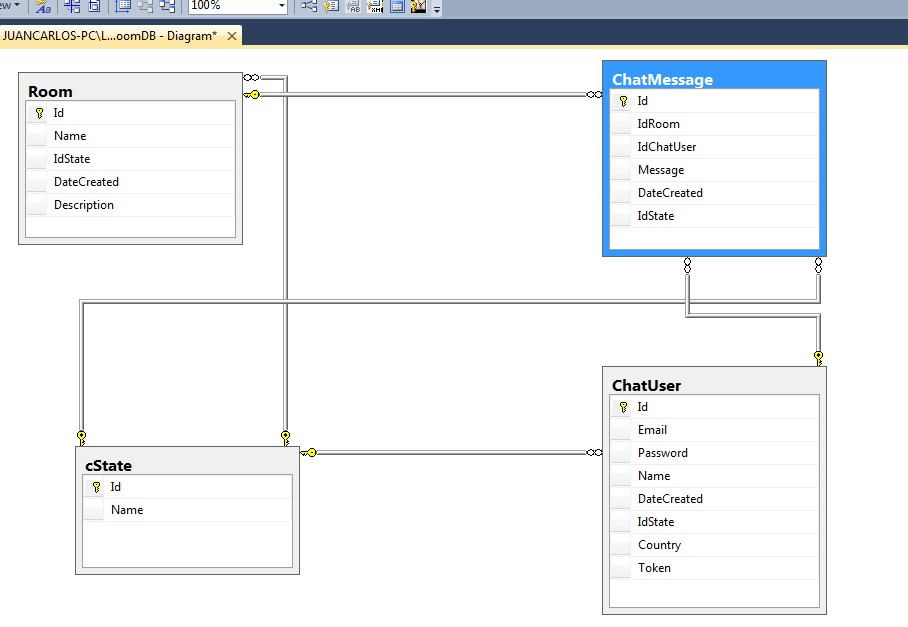 100%
JUANCARLOS-PC\L...oomDB - Diagram*
Room
Id
Name
IdState
DateCreated
Description
ChatMessage
Id
IdRoom
IdChatUser
Message
DateCreated
IdState
cState
Id
Name
ChatUser
Id
Email
Password
Name
DateCreated
IdState
Country
Token